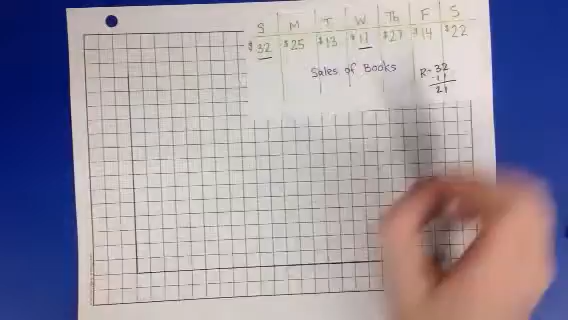 S M T W Th F S
$32 $25 $13 $11 $27 $14 $22
Sales of Books
R- 32
-11
21